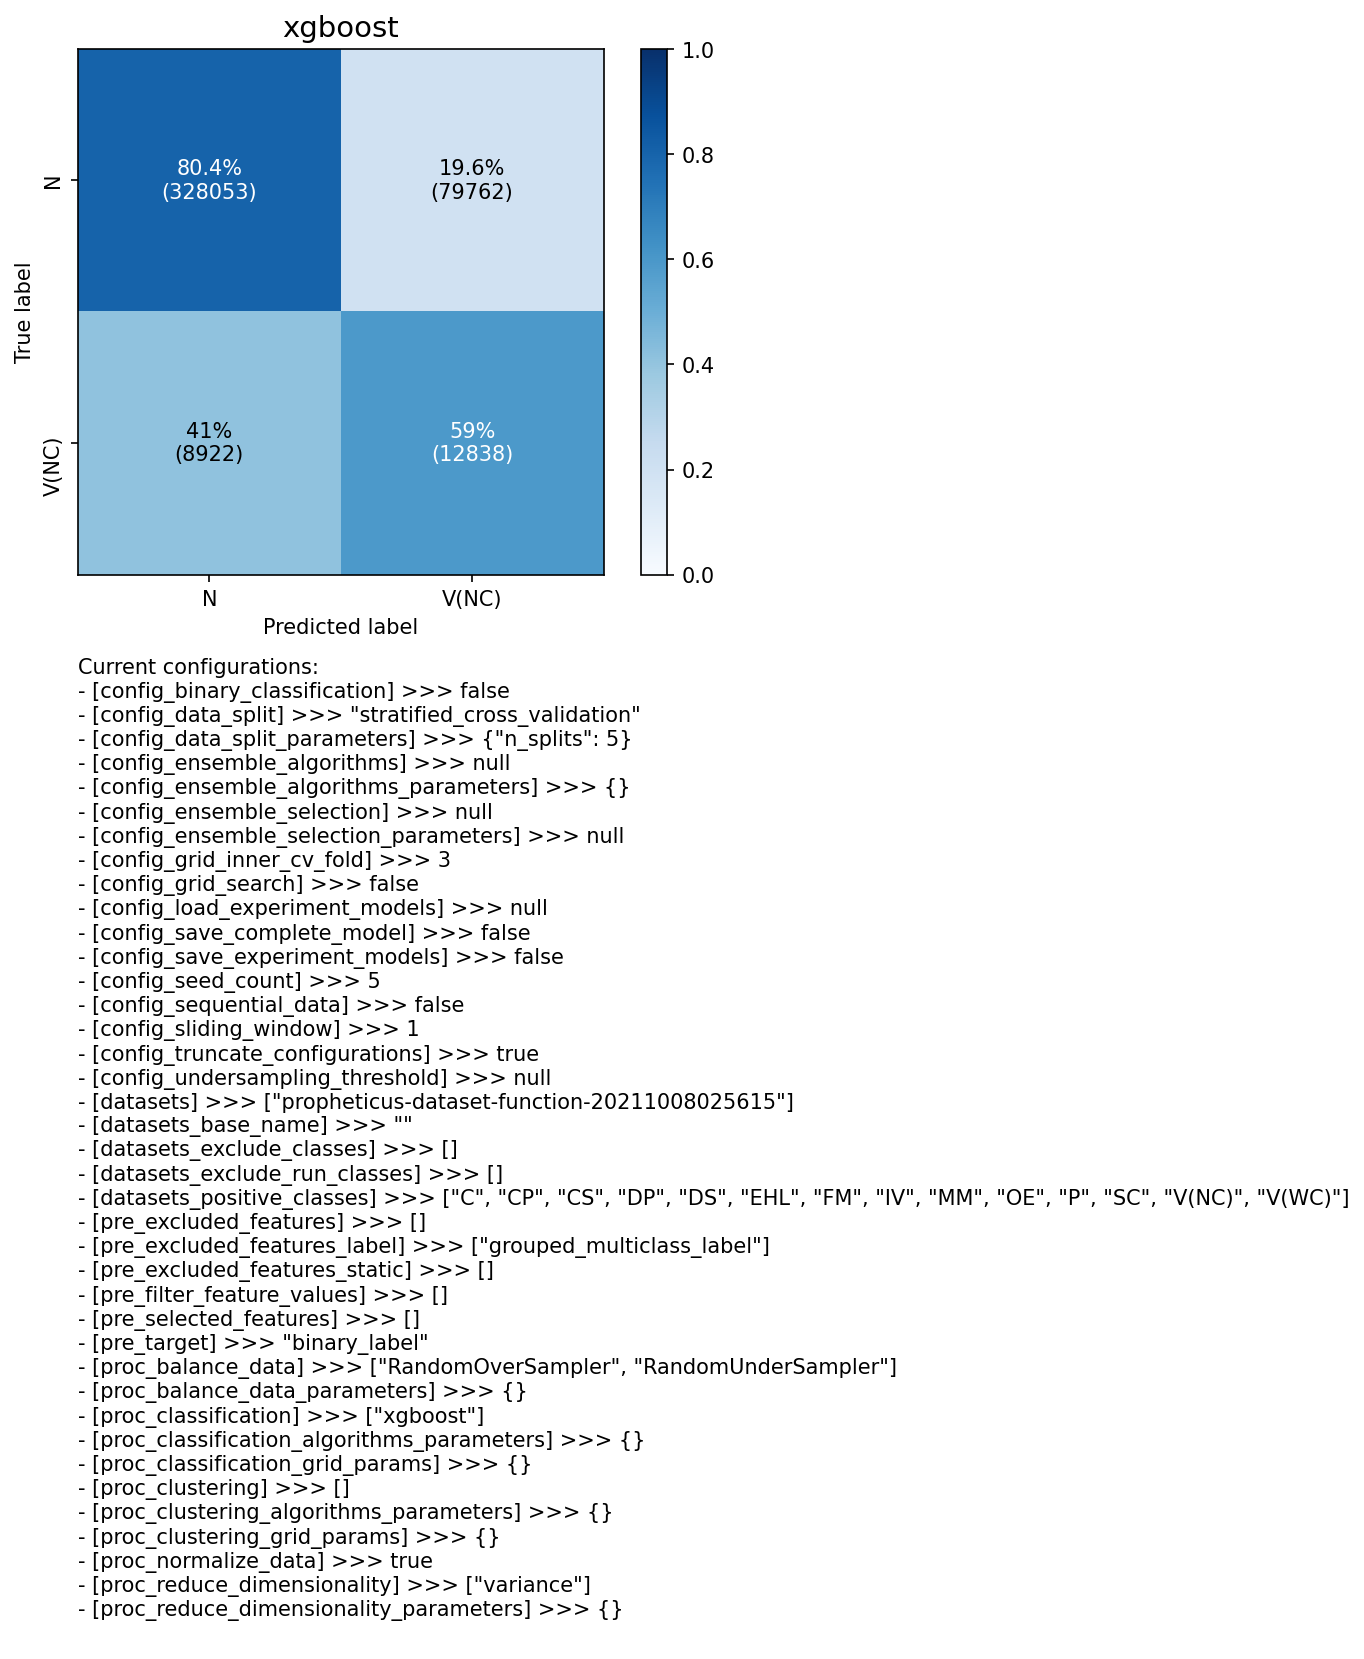 xgboost
1.0
0.8
0.6
0.4
0.2
0.0
True label
N
80.4%
(328053)
19.6%
(79762)
V(NC)
41%
(8922)
59%
(12838)
N
V(NC)
Predicted label
Current configurations:
- [config_binary_classification] >>> false
- [config_data_split] >>> "stratified_cross_validation"
- [config_data_split_parameters] >>> {"n_splits": 5}
- [config_ensemble_algorithms] >>> null
- [config_ensemble_algorithms_parameters] >>> {}
- [config_ensemble_selection] >>> null
- [config_ensemble_selection_parameters] >>> null
- [config_grid_inner_cv_fold] >>> 3
- [config_grid_search] >>> false
- [config_load_experiment_models] >>> null
- [config_save_complete_model] >>> false
- [config_save_experiment_models] >>> false
- [config_seed_count] >>> 5
- [config_sequential_data] >>> false
- [config_sliding_window] >>> 1
- [config_truncate_configurations] >>> true
- [config_undersampling_threshold] >>> null
- [datasets] >>> ["propheticus-dataset-function-20211008025615"]
- [datasets_base_name] >>> ""
- [datasets_exclude_classes] >>> []
- [datasets_exclude_run_classes] >>> []
- [datasets_positive_classes] >>> ["C", "CP", "CS", "DP", "DS", "EHL", "FM", "IV", "MM", "OE", "P", "SC", "V(NC)", "V(WC)"]
- [pre_excluded_features] >>> []
- [pre_excluded_features_label] >>> ["grouped_multiclass_label"]
- [pre_excluded_features_static] >>> []
- [pre_filter_feature_values] >>> []
- [pre_selected_features] >>> []
- [pre_target] >>> "binary_label"
- [proc_balance_data] >>> ["RandomOverSampler", "RandomUnderSampler"]
- [proc_balance_data_parameters] >>> {}
- [proc_classification] >>> ["xgboost"]
- [proc_classification_algorithms_parameters] >>> {}
- [proc_classification_grid_params] >>> {}
- [proc_clustering] >>> []
- [proc_clustering_algorithms_parameters] >>> {}
- [proc_clustering_grid_params] >>> {}
- [proc_normalize_data] >>> true
- [proc_reduce_dimensionality] >>> ["variance"]
- [proc_reduce_dimensionality_parameters] >>> {}